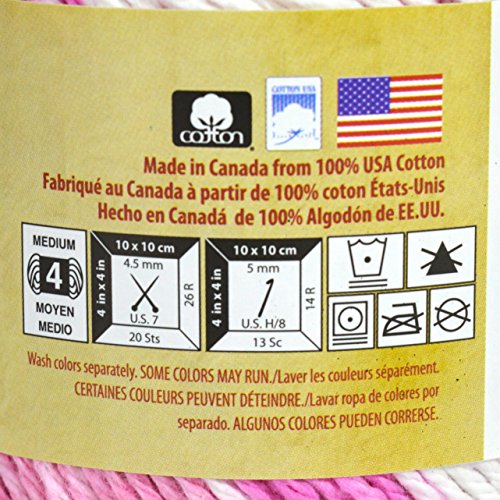 cotton
COTTON USA
Made in Canada from 100% USA Cotton
Fabriqué au Canada à partir de 100% coton États-Unis
Hecho en Canadá de 100% Algodón de EE.UU.
MEDIUM
4
MOYEN
MEDIO
10 x 10 cm
4 in x 4 in
4.5 mm
26 R
U.S. 7
20 Sts
10 x 10 cm
4 in x 4 in
5 mm
14 R
U.S. H/8
13 Sc
Wash colors separately. SOME COLORS MAY RUN./Laver les couleurs séparément.
CERTAINES COULEURS PEUVENT DÉTEINDRE./Lavar ropa de colores por
separado. ALGUNOS COLORES PUEDEN CORRERSE.